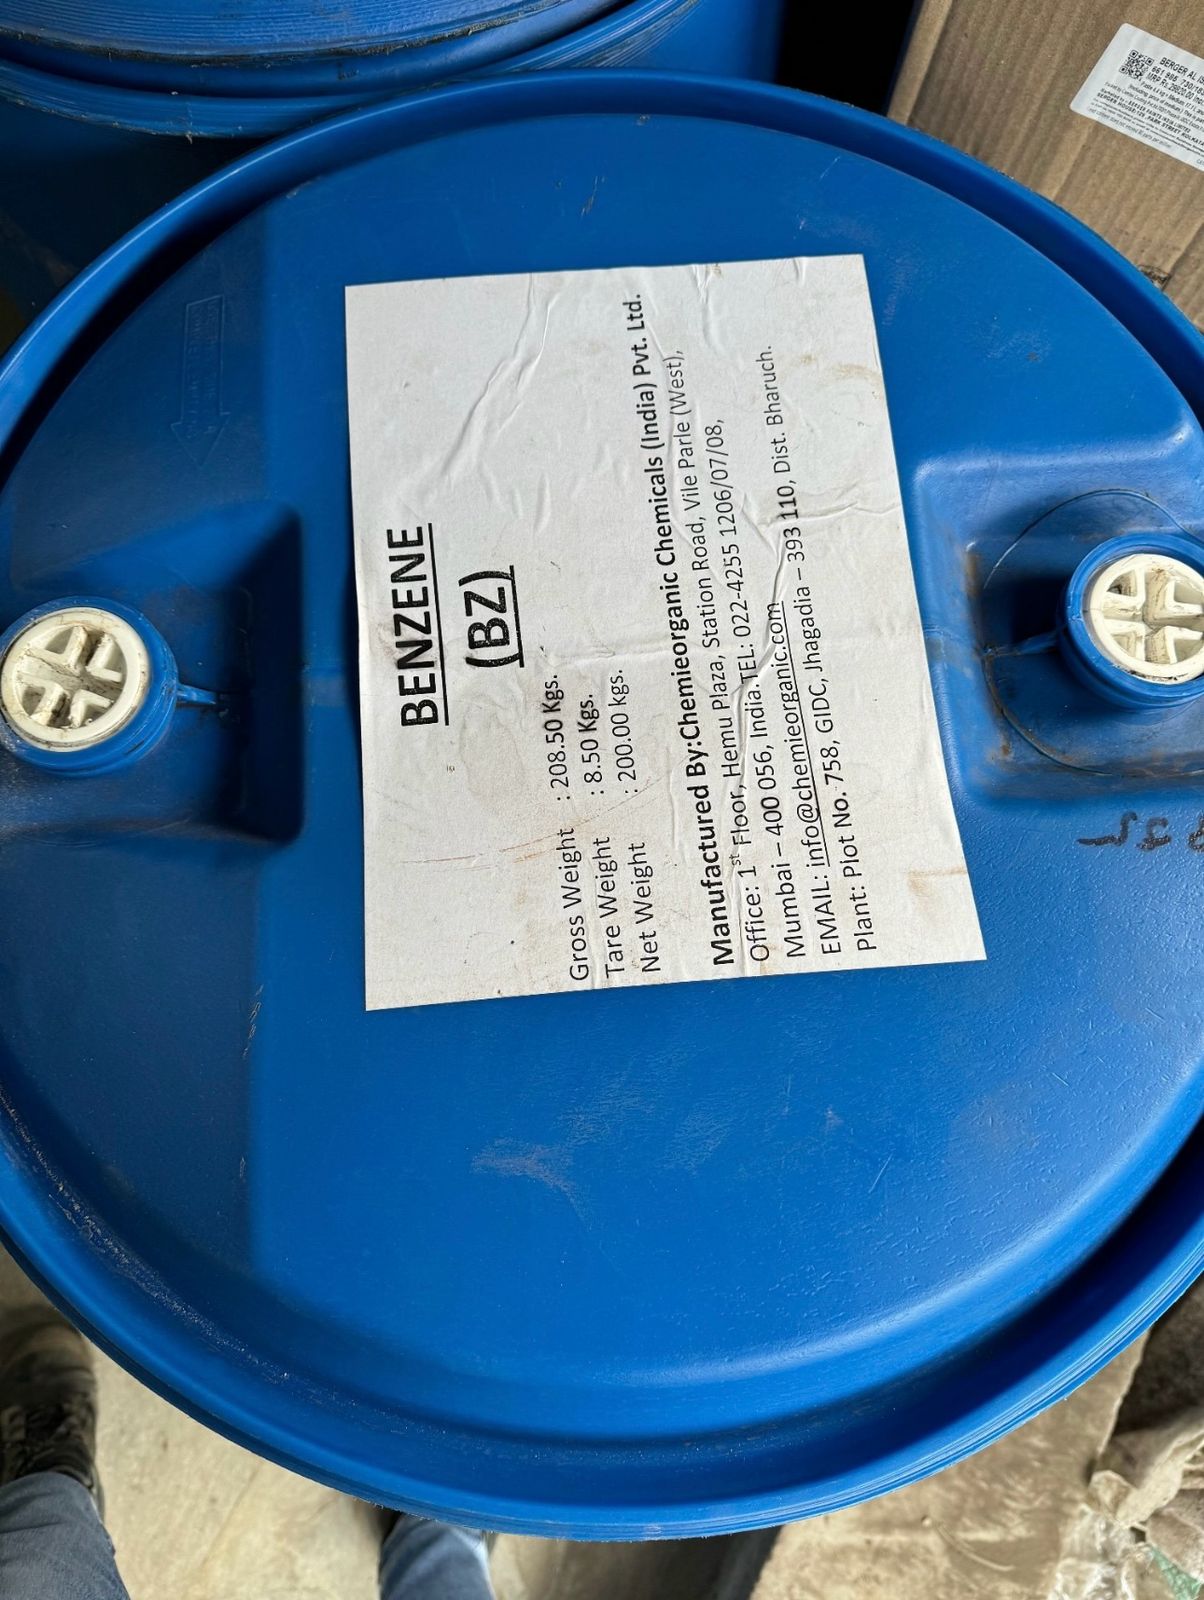 BENZENE
(BZ)
Gross Weight : 208.50 Kgs.
Tare Weight : 8.50 Kgs.
Net Weight : 200.00 kgs.
Manufactured By:Chemieorganic Chemicals (India) Pvt. Ltd.
Office: 1st Floor, Hemu Plaza, Station Road, Vile Parle (West),
Mumbai – 400 056, India. TEL: 022-4255 1206/07/08,
EMAIL: info@chemieorganic.com
Plant: Plot No. 758, GIDC, Jhagadia – 393 110, Dist. Bharuch.
BERGER AL